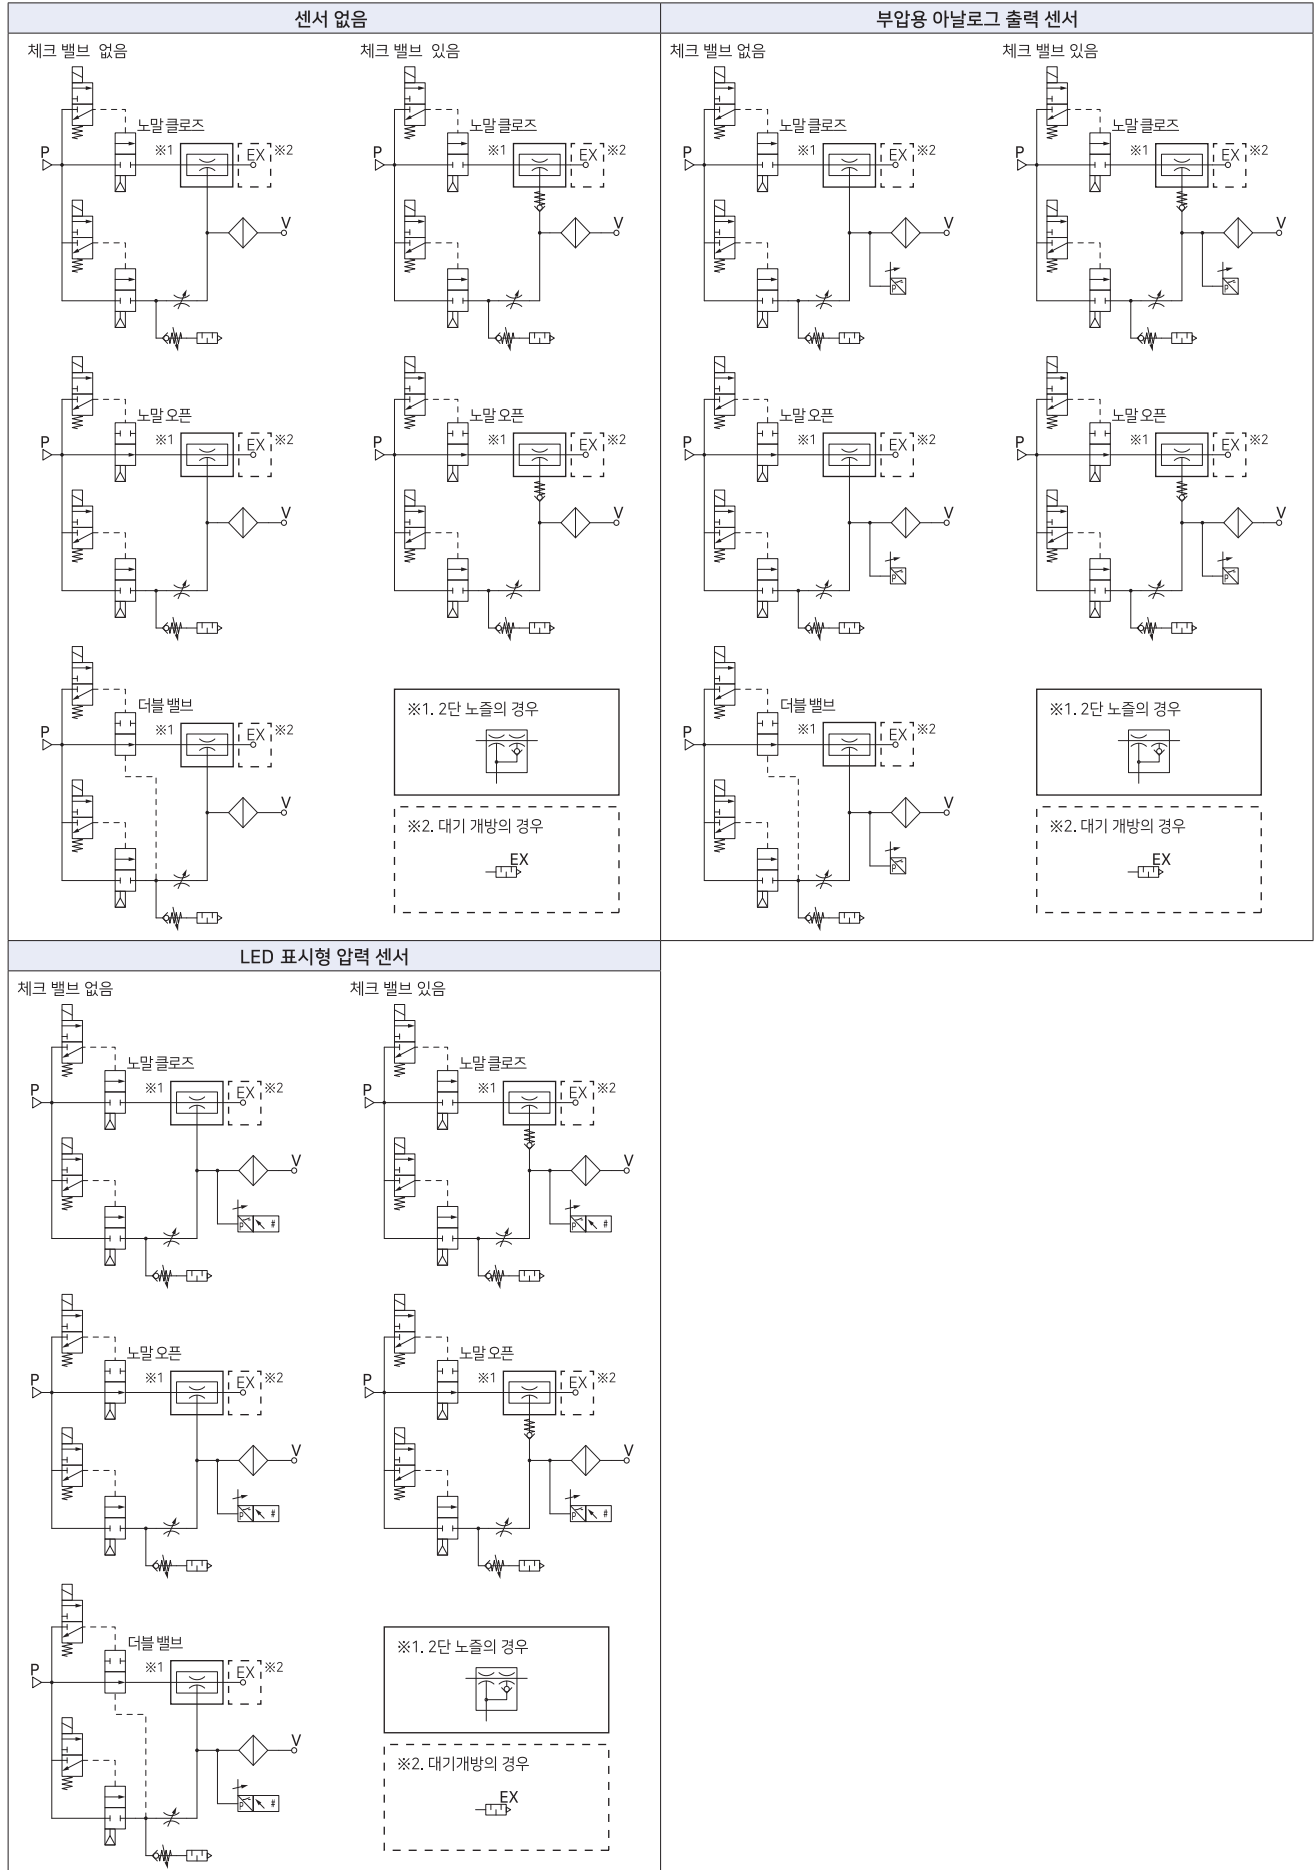 센서 없음
체크 밸브 없음
체크 밸브 있음
노말 클로즈
P
※1
EX
※2
V
노말 클로즈
P
※1
EX
※2
V
노말 오픈
P
※1
EX
※2
V
노말 오픈
P
※1
EX
※2
V
더블 밸브
P
※1
EX
※2
V
※1. 2단 노즐의 경우
※2. 대기 개방의 경우
EX
부압용 아날로그 출력 센서
체크 밸브 없음
체크 밸브 있음
노말 클로즈
P
※1
EX
※2
V
P
노말 클로즈
P
※1
EX
※2
V
P
노말 오픈
P
※1
EX
※2
V
P
노말 오픈
P
※1
EX
※2
V
P
더블 밸브
P
※1
EX
※2
V
P
※1. 2단 노즐의 경우
※2. 대기 개방의 경우
EX
LED 표시형 압력 센서
체크 밸브 없음
체크 밸브 있음
노말 클로즈
P
※1
EX
※2
V
P #
노말 클로즈
P
※1
EX
※2
V
P #
노말 오픈
P
※1
EX
※2
V
P #
노말 오픈
P
※1
EX
※2
V
P #
더블 밸브
P
※1
EX
※2
V
P #
※1. 2단 노즐의 경우
※2. 대기개방의 경우
EX